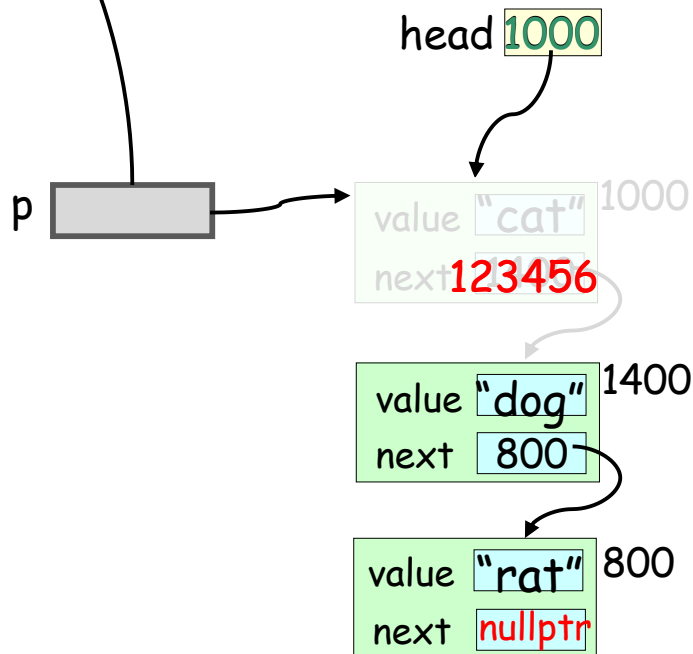 head 1000
p
value "cat" 1000
next 123456
value "dog" 1400
next 800
value "rat" 800
next nullptr